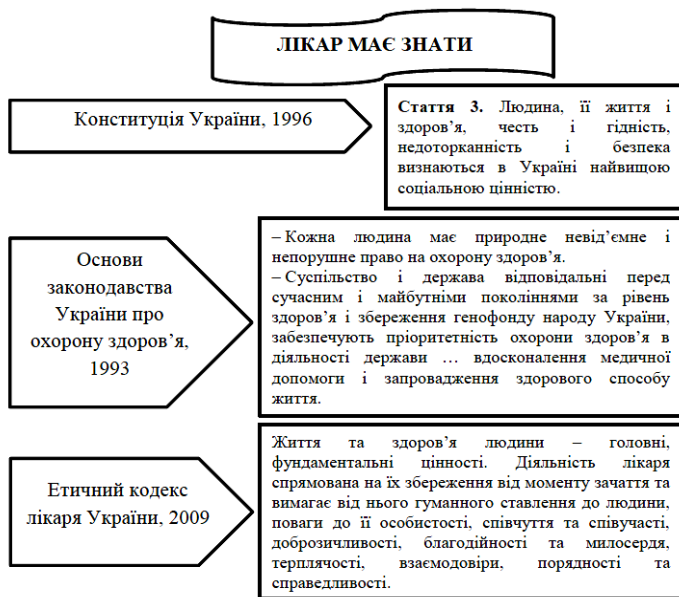 ЛІКАР МАЄ ЗНАТИ
Конституція України, 1996
Стаття 3. Людина, її життя і
здоров’я, честь і гідність,
недоторканність і безпека
визнаються в Україні найвищою
соціальною цінністю.
Основи
законодавства
України про
охорону здоров’я,
1993
– Кожна людина має природне невід’ємне і
непорушне право на охорону здоров’я.
– Суспільство і держава відповідальні перед
сучасним і майбутніми поколіннями за рівень
здоров’я і збереження генофонду народу України,
забезпечують пріоритетність охорони здоров’я в
діяльності держави … вдосконалення медичної
допомоги і запровадження здорового способу
життя.
Етичний кодекс
лікаря України, 2009
Життя та здоров’я людини – головні,
фундаментальні цінності. Діяльність лікаря
спрямована на їх збереження від моменту зачаття та
вимагає від нього гуманного ставлення до людини,
поваги до її особистості, співчуття та співучасті,
доброзичливості, благодійності та милосердя,
терплячості, взаємодовіри, порядності та
справедливості.